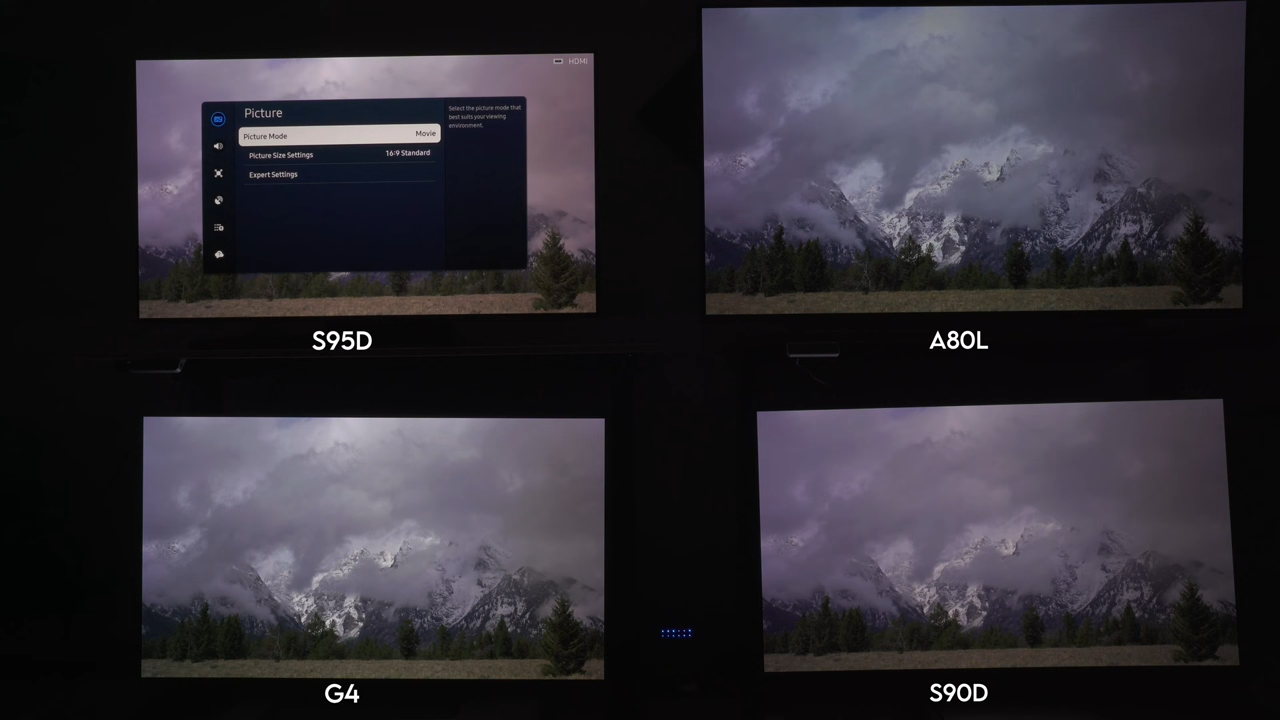 HDMI
Picture
Picture Mode Movie
Picture Size Settings 16:9 Standard
Expert Settings
Select the picture mode that
best suits your viewing
environment.
S95D
A80L
G4
S90D